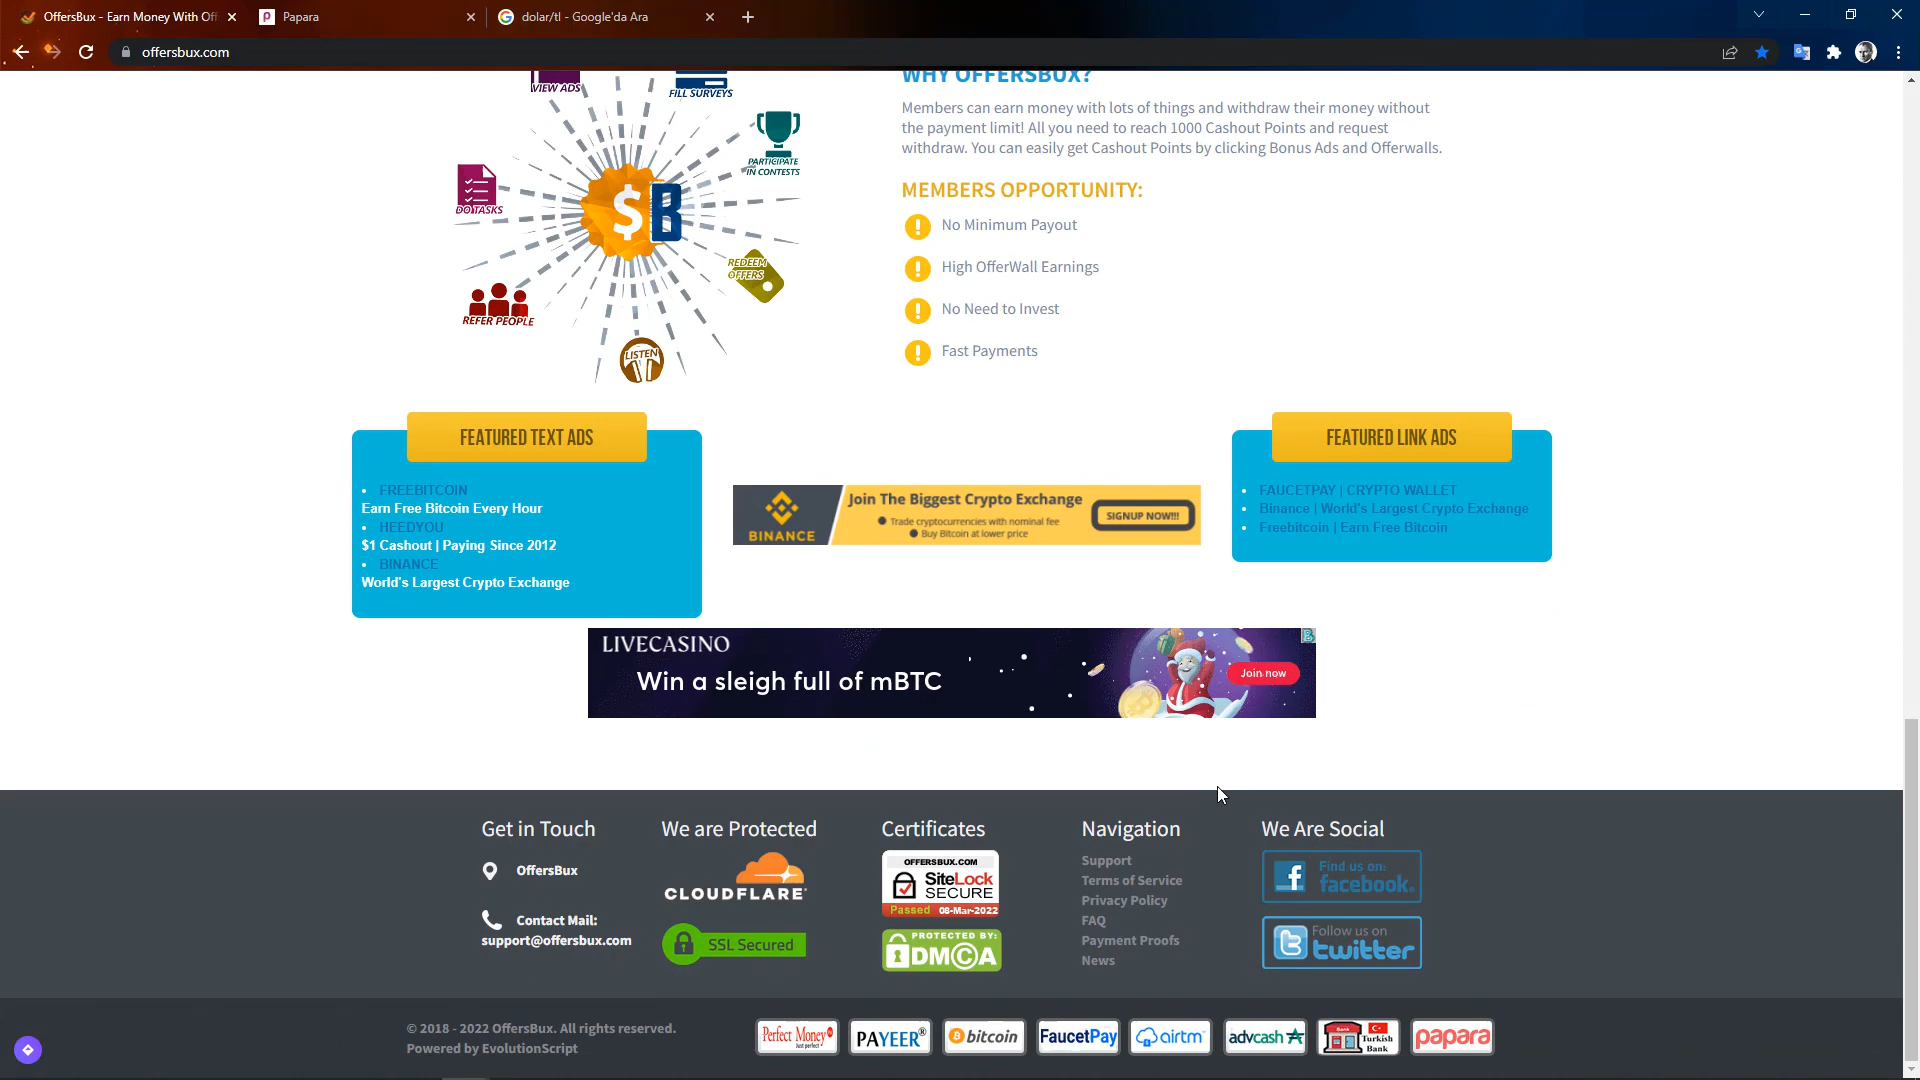 OffersBux - Earn Money With Off
Papara
dolar/tl - Google'da Ara
offersbux.com
VIEW ADS
FILL SURVEYS
PARTICIPATE
IN CONTESTS
DO TASKS
$B
REDEEM
OFFERS
REFER PEOPLE
LISTEN
WHY OFFERSBUX?
Members can earn money with lots of things and withdraw their money without
the payment limit! All you need to reach 1000 Cashout Points and request
withdraw. You can easily get Cashout Points by clicking Bonus Ads and Offerwalls.
MEMBERS OPPORTUNITY:
No Minimum Payout
High OfferWall Earnings
No Need to Invest
Fast Payments
FEATURED TEXT ADS
FREEBITCOIN
Earn Free Bitcoin Every Hour
HEEDYOU
$1 Cashout | Paying Since 2012
BINANCE
World's Largest Crypto Exchange
BINANCE
Join The Biggest Crypto Exchange
Trade cryptocurrencies with nominal fee
Buy Bitcoin at lower price
SIGNUP NOW!!!
FEATURED LINK ADS
FAUCETPAY | CRYPTO WALLET
Binance | World's Largest Crypto Exchange
Freebitcoin | Earn Free Bitcoin
LIVECASINO
Win a sleigh full of mBTC
Join now
Get in Touch
OffersBux
Contact Mail:
support@offersbux.com
We are Protected
CLOUDFLARE
SSL Secured
Certificates
OFFERSBUX.COM
SiteLock
SECURE
Passed 08-Mar-2022
PROTECTED BY:
DMCA
Navigation
Support
Terms of Service
Privacy Policy
FAQ
Payment Proofs
News
We Are Social
Find us on:
facebook.
Follow us on
twitter
© 2018 - 2022 OffersBux. All rights reserved.
Powered by EvolutionScript
Perfect Money
Just perfect
PAYEER®
bitcoin
FaucetPay
airtm
advcash
Bank
Turkish
Bank
papara